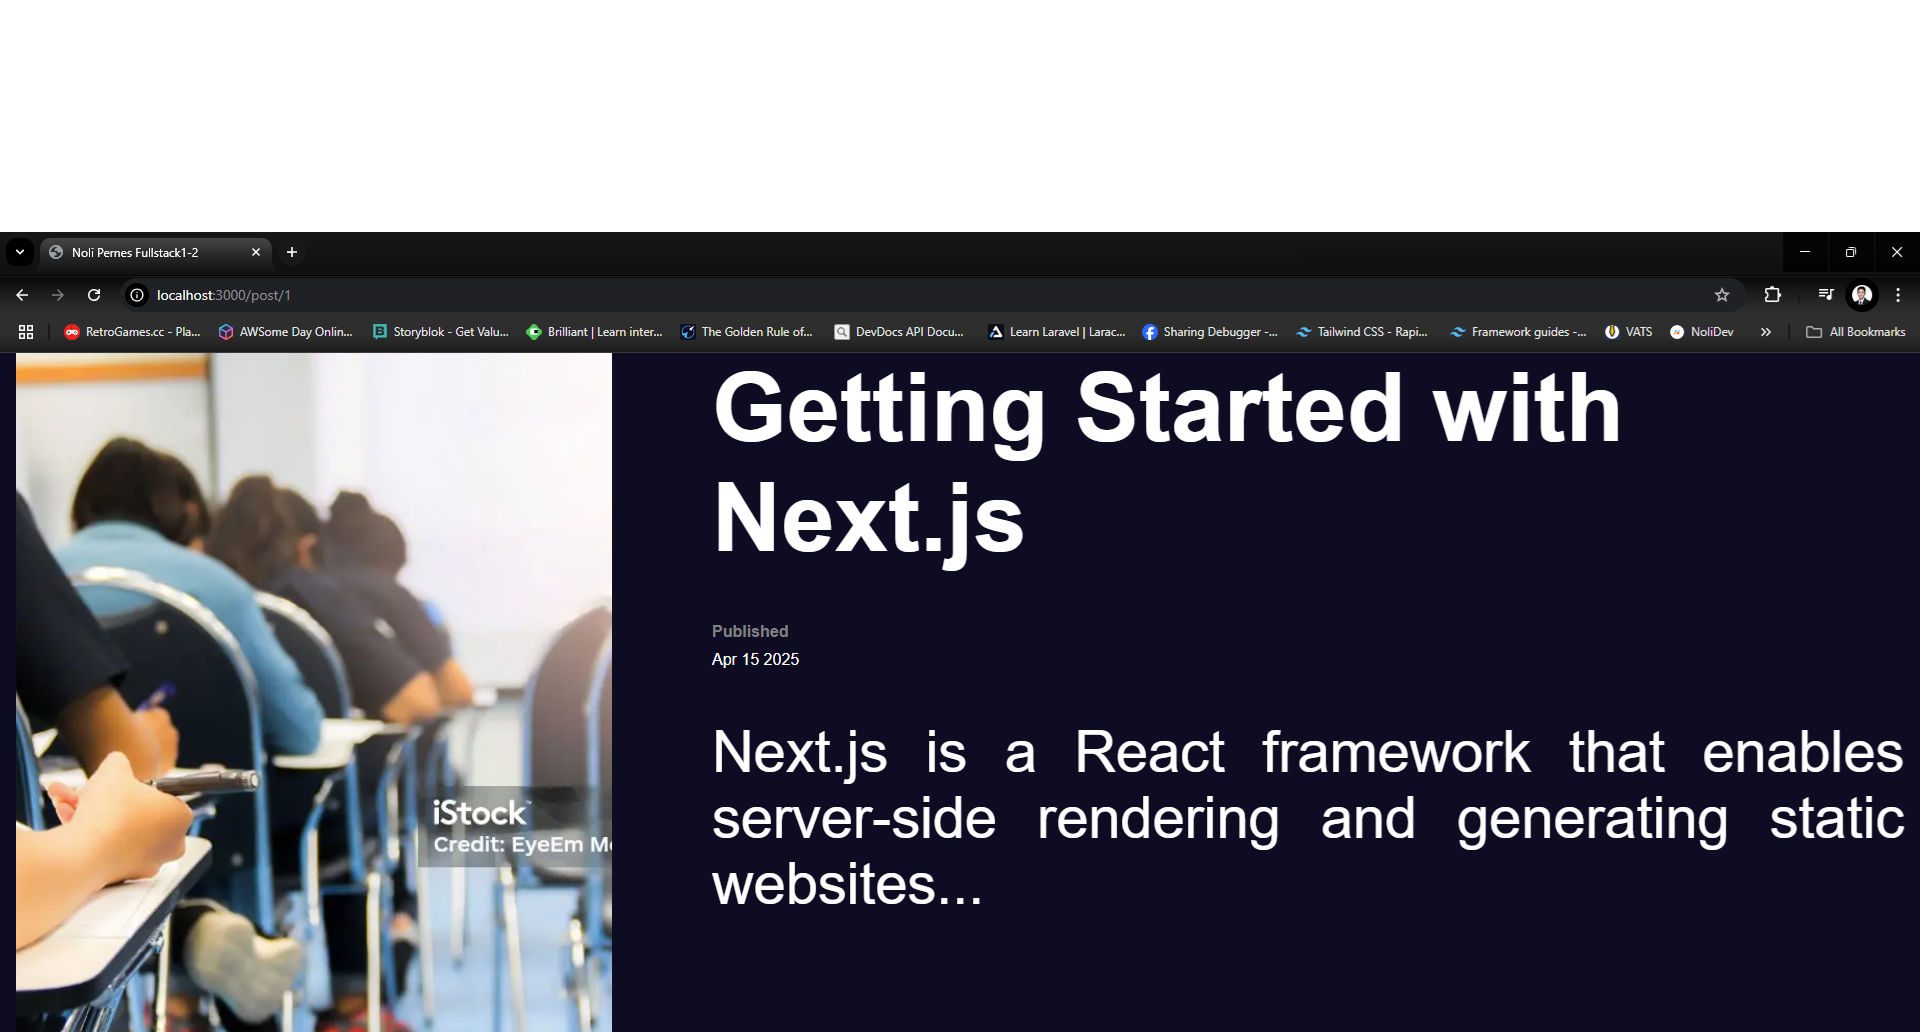 Noli Pernes Fullstack1-2
localhost:3000/post/1
RetroGames.cc - Pla...
AWSome Day Onlin...
Storyblok - Get Valu...
Brilliant | Learn inter...
The Golden Rule of...
DevDocs API Docu...
Learn Laravel | Larac...
Sharing Debugger -...
Tailwind CSS - Rapi...
Framework guides -...
VATS
NoliDev
All Bookmarks
Getting Started with
Next.js
Published
Apr 15 2025
Next.js is a React framework that enables
server-side rendering and generating static
websites...
iStock
Credit: EyeEm M